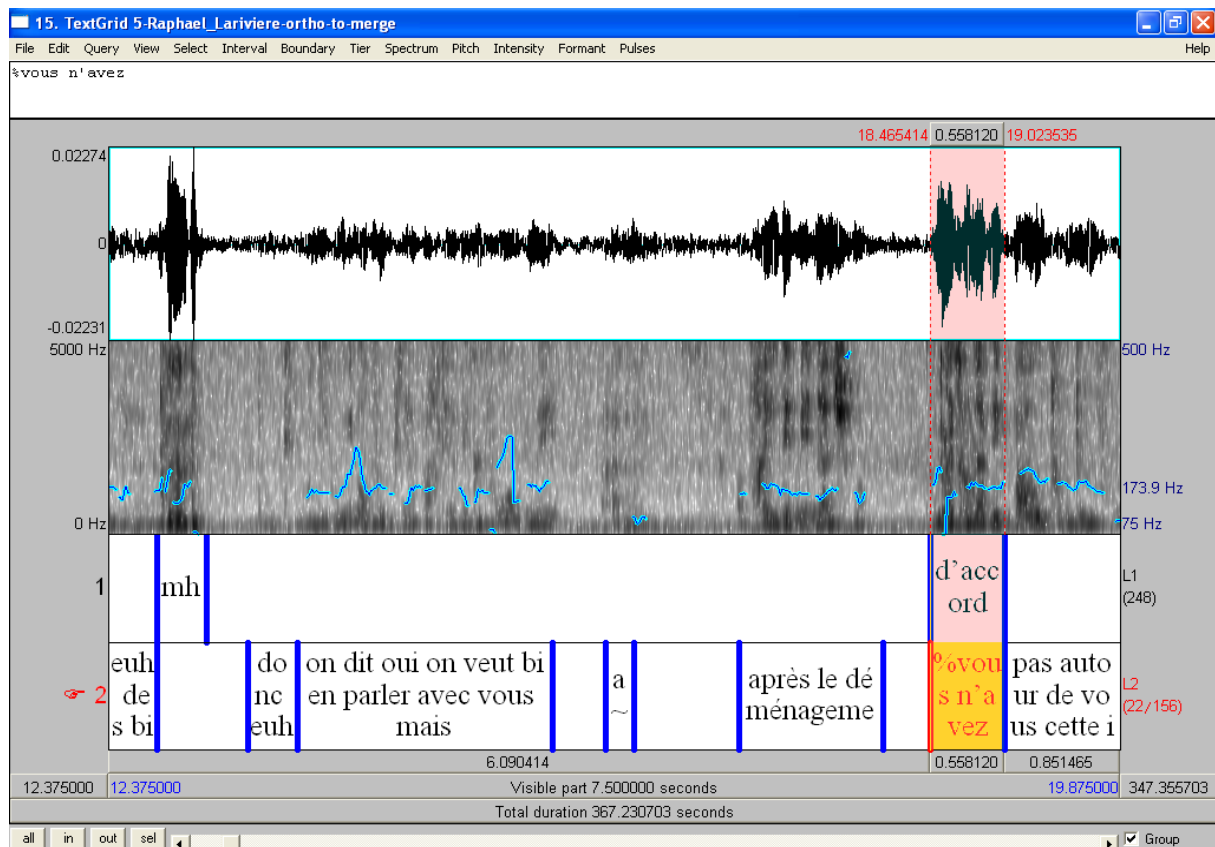 15. TextGrid 5-Raphael_Lariviere-ortho-to-merge
File Edit Query View Select Interval Boundary Tier Spectrum Pitch Intensity Formant Pulses Help
%vous n'avez
18.465414 0.558120 19.023535
0.02274
0
-0.02231
5000 Hz 500 Hz
173.9 Hz
0 Hz 75 Hz
1 mh d’acc
ord L1
(248)
2 euh
de
s bi
do
nc
euh
on dit oui on veut bi
en parler avec vous
mais
a
~
après le dé
ménageme
%vou
s n’a
vez
pas auto
ur de vo
us cette i
L2
(22/156)
6.090414 0.558120 0.851465
12.375000 12.375000 Visible part 7.500000 seconds 19.875000 347.355703
Total duration 367.230703 seconds
all in out sel Group